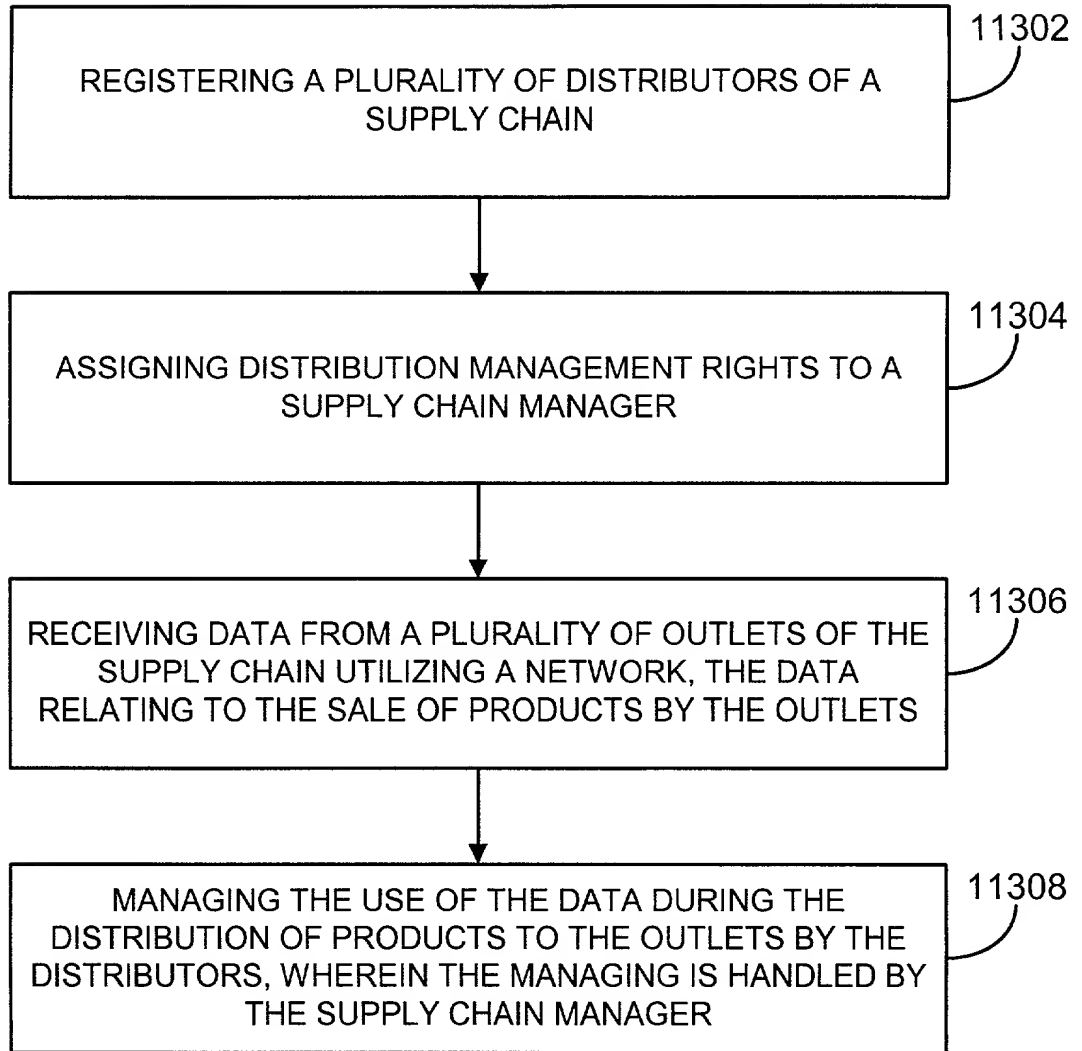 11302
REGISTERING A PLURALITY OF DISTRIBUTORS OF A
SUPPLY CHAIN
11304
ASSIGNING DISTRIBUTION MANAGEMENT RIGHTS TO A
SUPPLY CHAIN MANAGER
11306
RECEIVING DATA FROM A PLURALITY OF OUTLETS OF THE
SUPPLY CHAIN UTILIZING A NETWORK, THE DATA
RELATING TO THE SALE OF PRODUCTS BY THE OUTLETS
11308
MANAGING THE USE OF THE DATA DURING THE
DISTRIBUTION OF PRODUCTS TO THE OUTLETS BY THE
DISTRIBUTORS, WHEREIN THE MANAGING IS HANDLED BY
THE SUPPLY CHAIN MANAGER